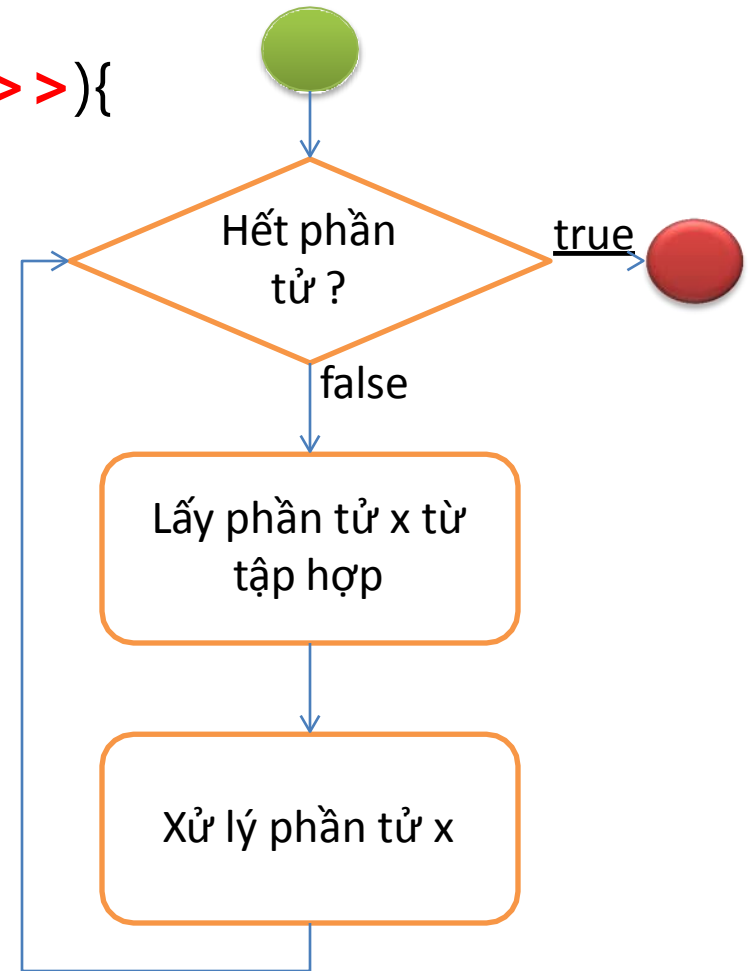 > >){
Hết phần
tử ?
true
false
Lấy phần tử x từ
tập hợp
Xử lý phần tử x